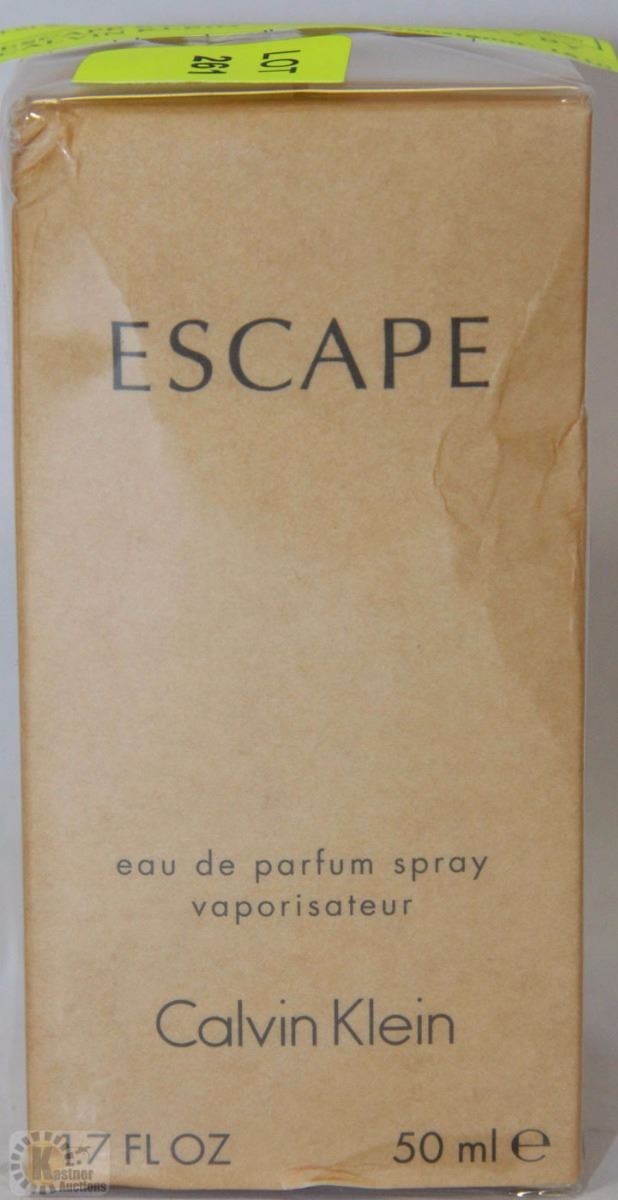 LOT
261
ESCAPE
eau de parfum spray
vaporisateur
Calvin Klein
1.7 FL OZ 50 ml e
Kastner
Auctions